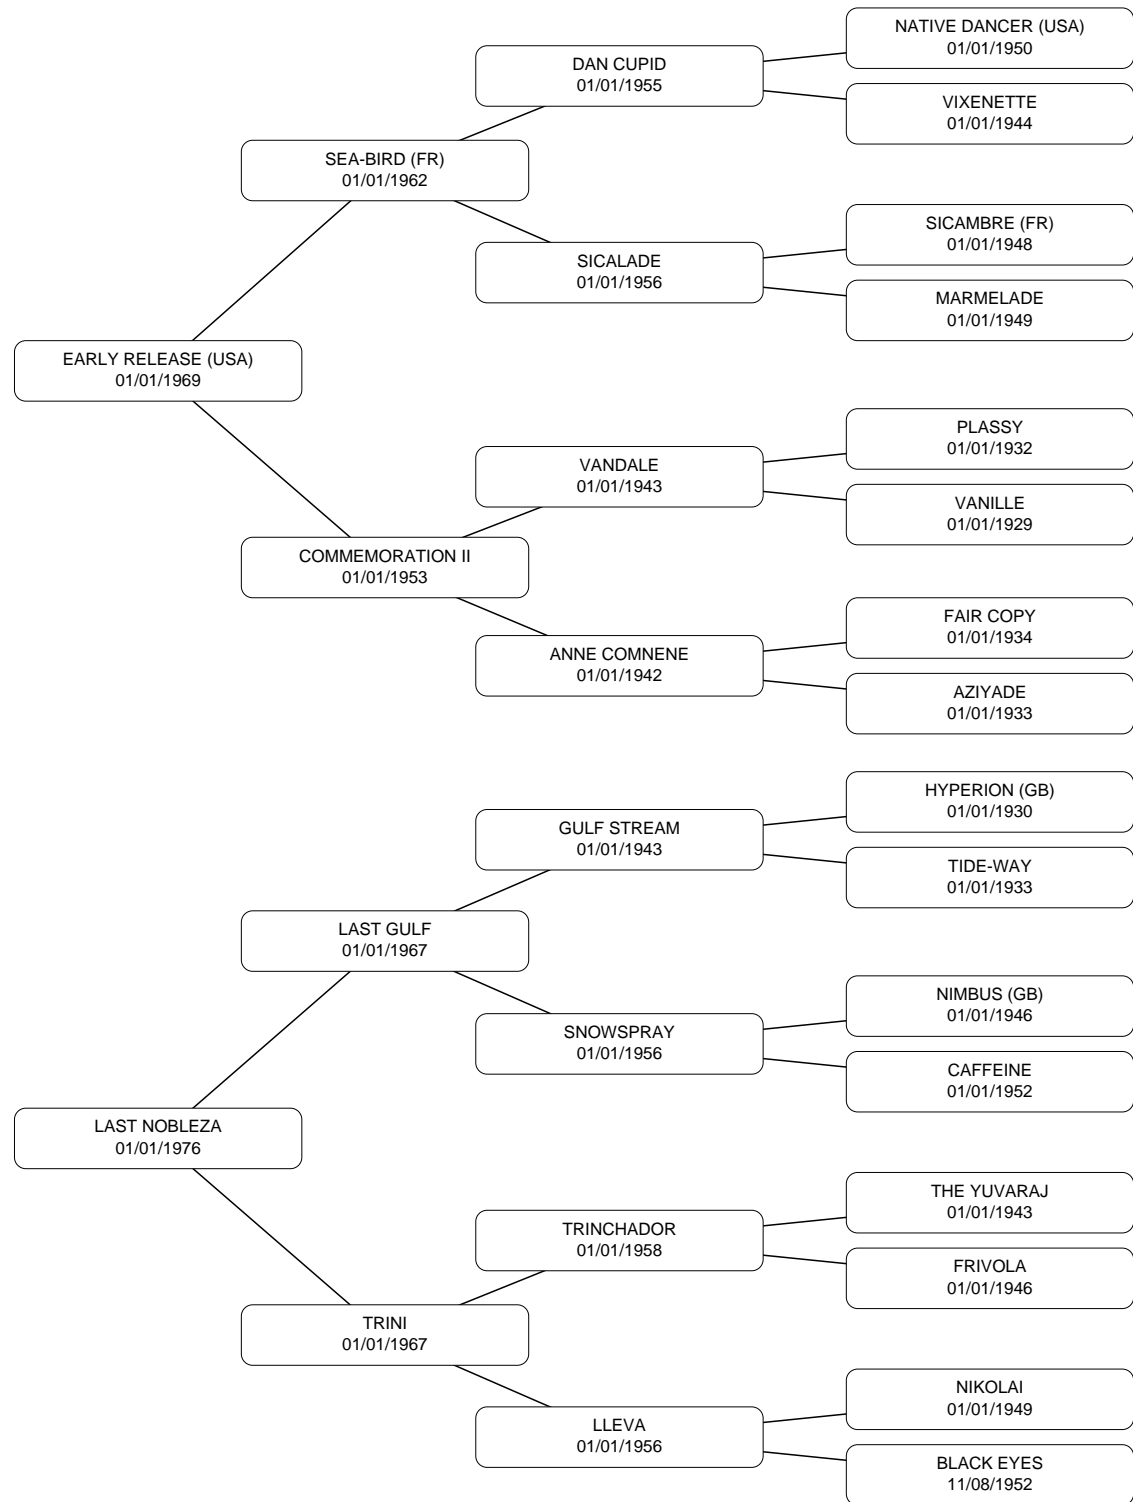 NATIVE DANCER (USA)
01/01/1950
DAN CUPID
01/01/1955
VIXENETTE
01/01/1944
SEA-BIRD (FR)
01/01/1962
SICAMBRE (FR)
01/01/1948
SICALADE
01/01/1956
MARMELADE
01/01/1949
EARLY RELEASE (USA)
01/01/1969
PLASSY
01/01/1932
VANDALE
01/01/1943
VANILLE
01/01/1929
COMMEMORATION II
01/01/1953
FAIR COPY
01/01/1934
ANNE COMNENE
01/01/1942
AZIYADE
01/01/1933
HYPERION (GB)
01/01/1930
GULF STREAM
01/01/1943
TIDE-WAY
01/01/1933
LAST GULF
01/01/1967
NIMBUS (GB)
01/01/1946
SNOWSPRAY
01/01/1956
CAFFEINE
01/01/1952
LAST NOBLEZA
01/01/1976
THE YUVARAJ
01/01/1943
TRINCHADOR
01/01/1958
FRIVOLA
01/01/1946
TRINI
01/01/1967
NIKOLAI
01/01/1949
LLEVA
01/01/1956
BLACK EYES
11/08/1952